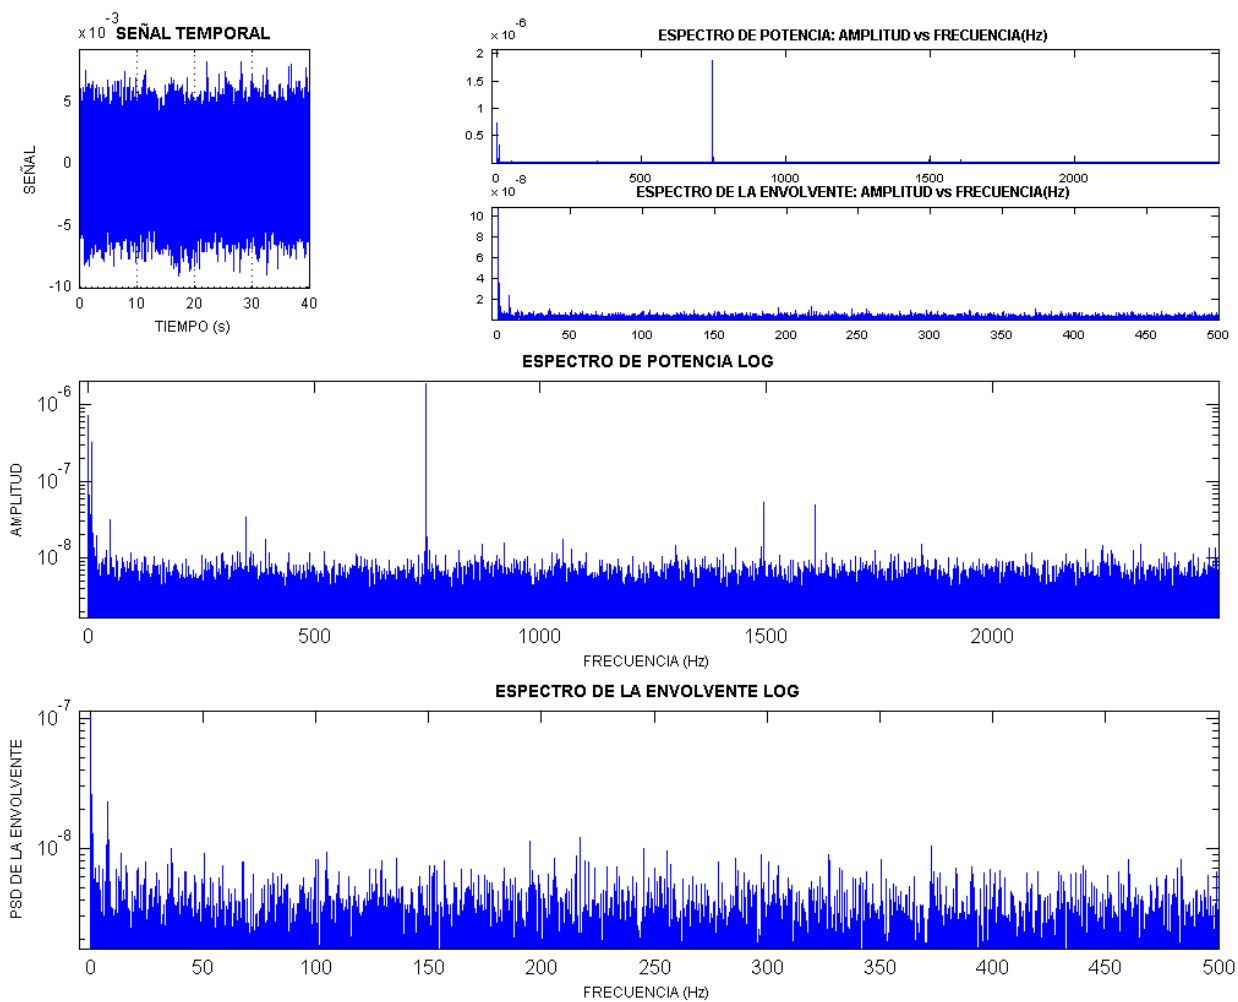 x 10-3
SEÑAL TEMPORAL
5
0
-5
-10
SEÑAL
0 10 20 30 40
TIEMPO (s)
x 10-6
ESPECTRO DE POTENCIA: AMPLITUD vs FRECUENCIA(Hz)
2
1.5
1
0.5
0 500 1000 1500 2000
x 10-8
ESPECTRO DE LA ENVOLVENTE: AMPLITUD vs FRECUENCIA(Hz)
10
8
6
4
2
0 50 100 150 200 250 300 350 400 450 500
ESPECTRO DE POTENCIA LOG
10-6
10-7
10-8
AMPLITUD
0 500 1000 1500 2000
FRECUENCIA (Hz)
ESPECTRO DE LA ENVOLVENTE LOG
10-7
10-8
PSD DE LA ENVOLVENTE
0 50 100 150 200 250 300 350 400 450 500
FRECUENCIA (Hz)